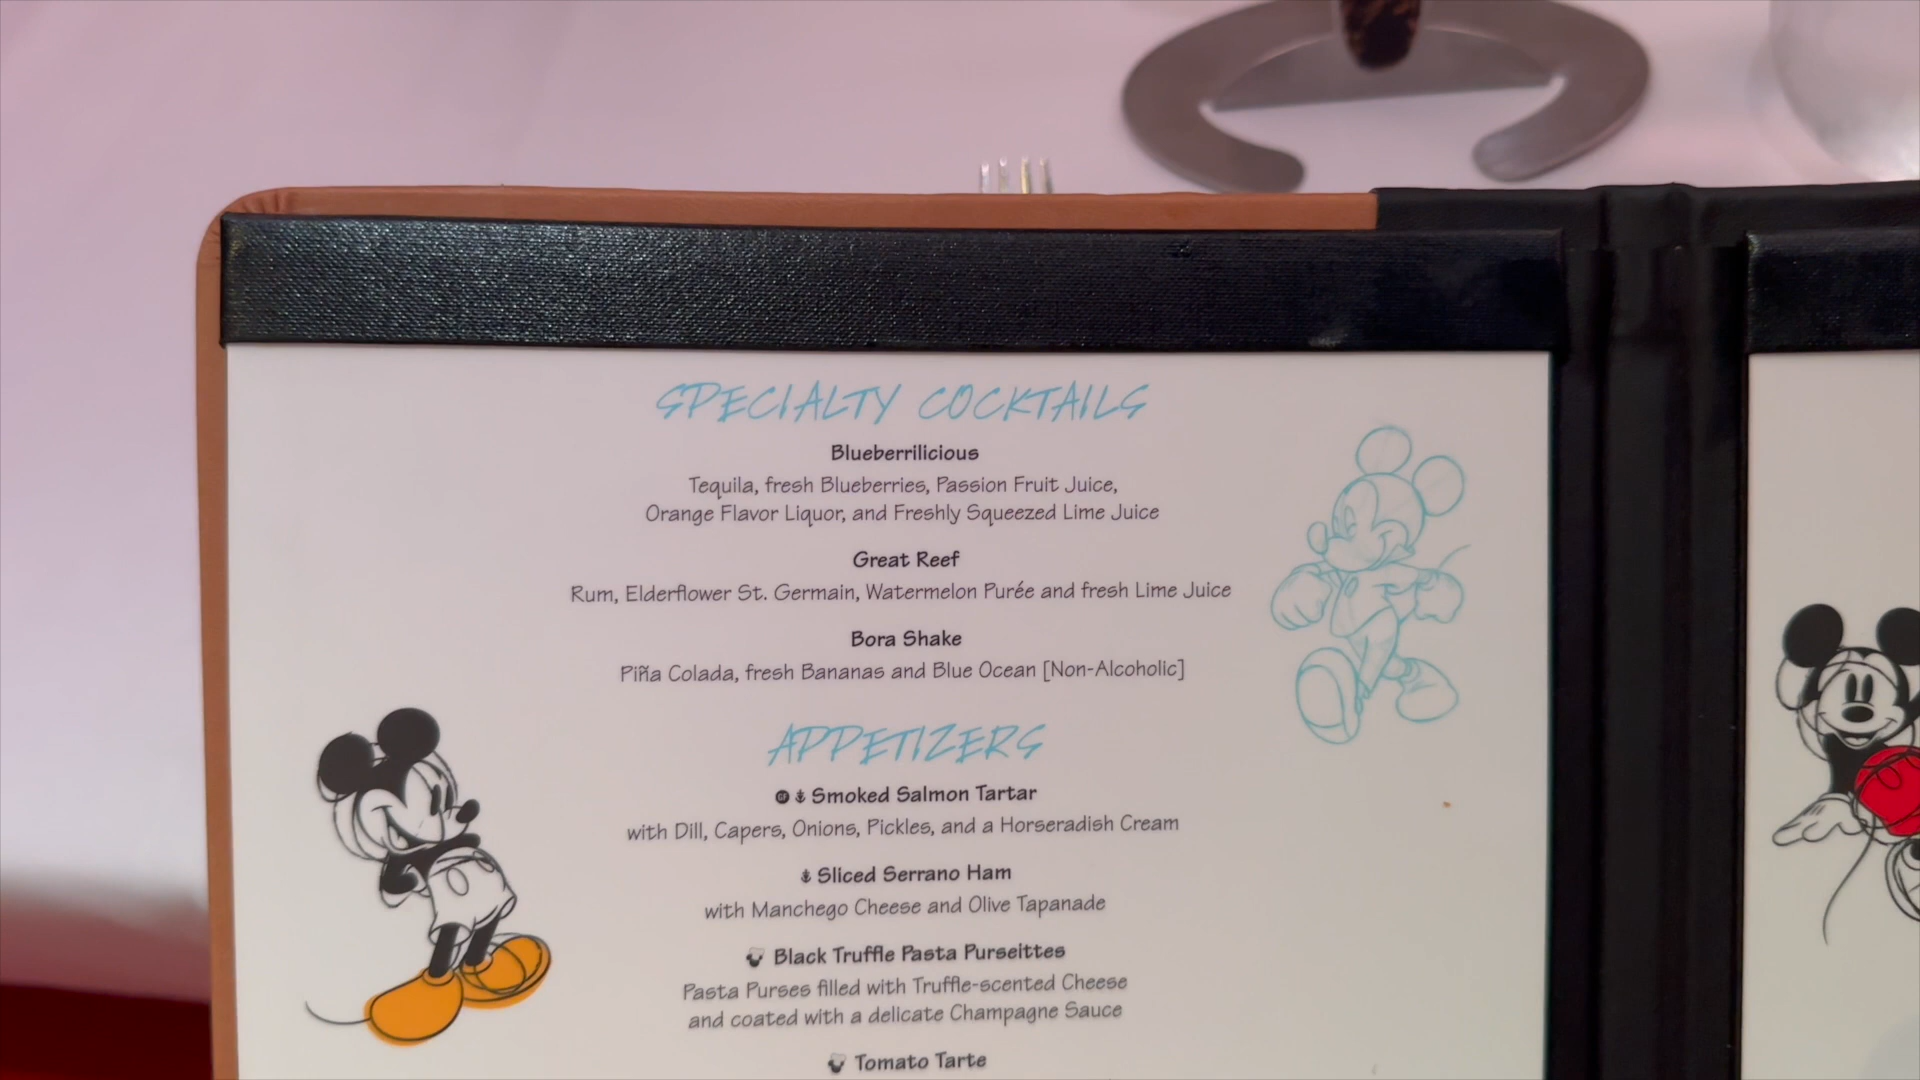 SPECIALTY COCKTAILS
Blueberrilicious
Tequila, fresh Blueberries, Passion Fruit Juice,
Orange Flavor Liquor, and Freshly Squeezed Lime Juice
Great Reef
Rum, Elderflower St. Germain, Watermelon Purée and fresh Lime Juice
Bora Shake
Piña Colada, fresh Bananas and Blue Ocean [Non-Alcoholic]
APPETIZERS
Smoked Salmon Tartar
with Dill, Capers, Onions, Pickles, and a Horseradish Cream
Sliced Serrano Ham
with Manchego Cheese and Olive Tapanade
Black Truffle Pasta Purseittes
Pasta Purses filled with Truffle-scented Cheese
and coated with a delicate Champagne Sauce
Tomato Tarte